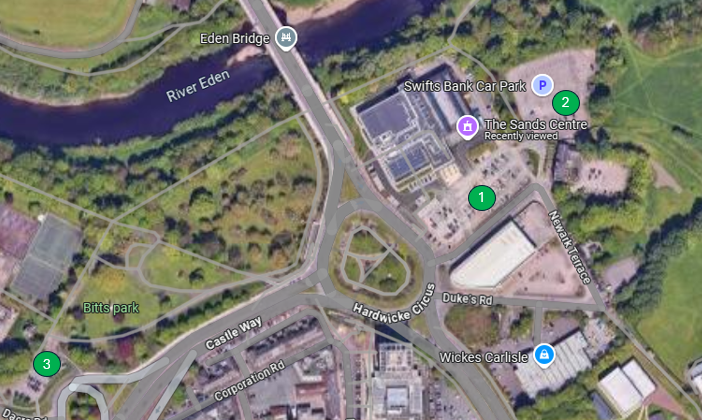 Eden Bridge
River Eden
Swifts Bank Car Park
P
2
The Sands Centre
Recently viewed
1
Newark Terrace
Bitts park
Hardwicke Circus
Duke's Rd
Castle Way
Wickes Carlisle
3
Corporation Rd